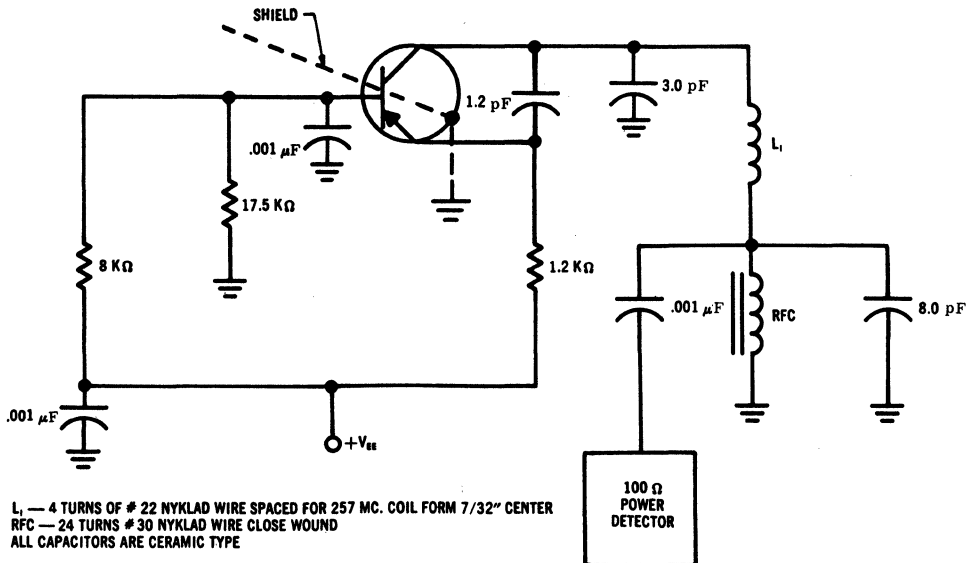 SHIELD
1.2 pF
3.0 pF
.001 µF
L₁
17.5 KΩ
8 KΩ
1.2 KΩ
.001 µF
RFC
8.0 pF
.001 µF
+VEE
100 Ω
POWER
DETECTOR
L₁ — 4 TURNS OF # 22 NYKLAD WIRE SPACED FOR 257 MC. COIL FORM 7/32" CENTER
RFC — 24 TURNS # 30 NYKLAD WIRE CLOSE WOUND
ALL CAPACITORS ARE CERAMIC TYPE